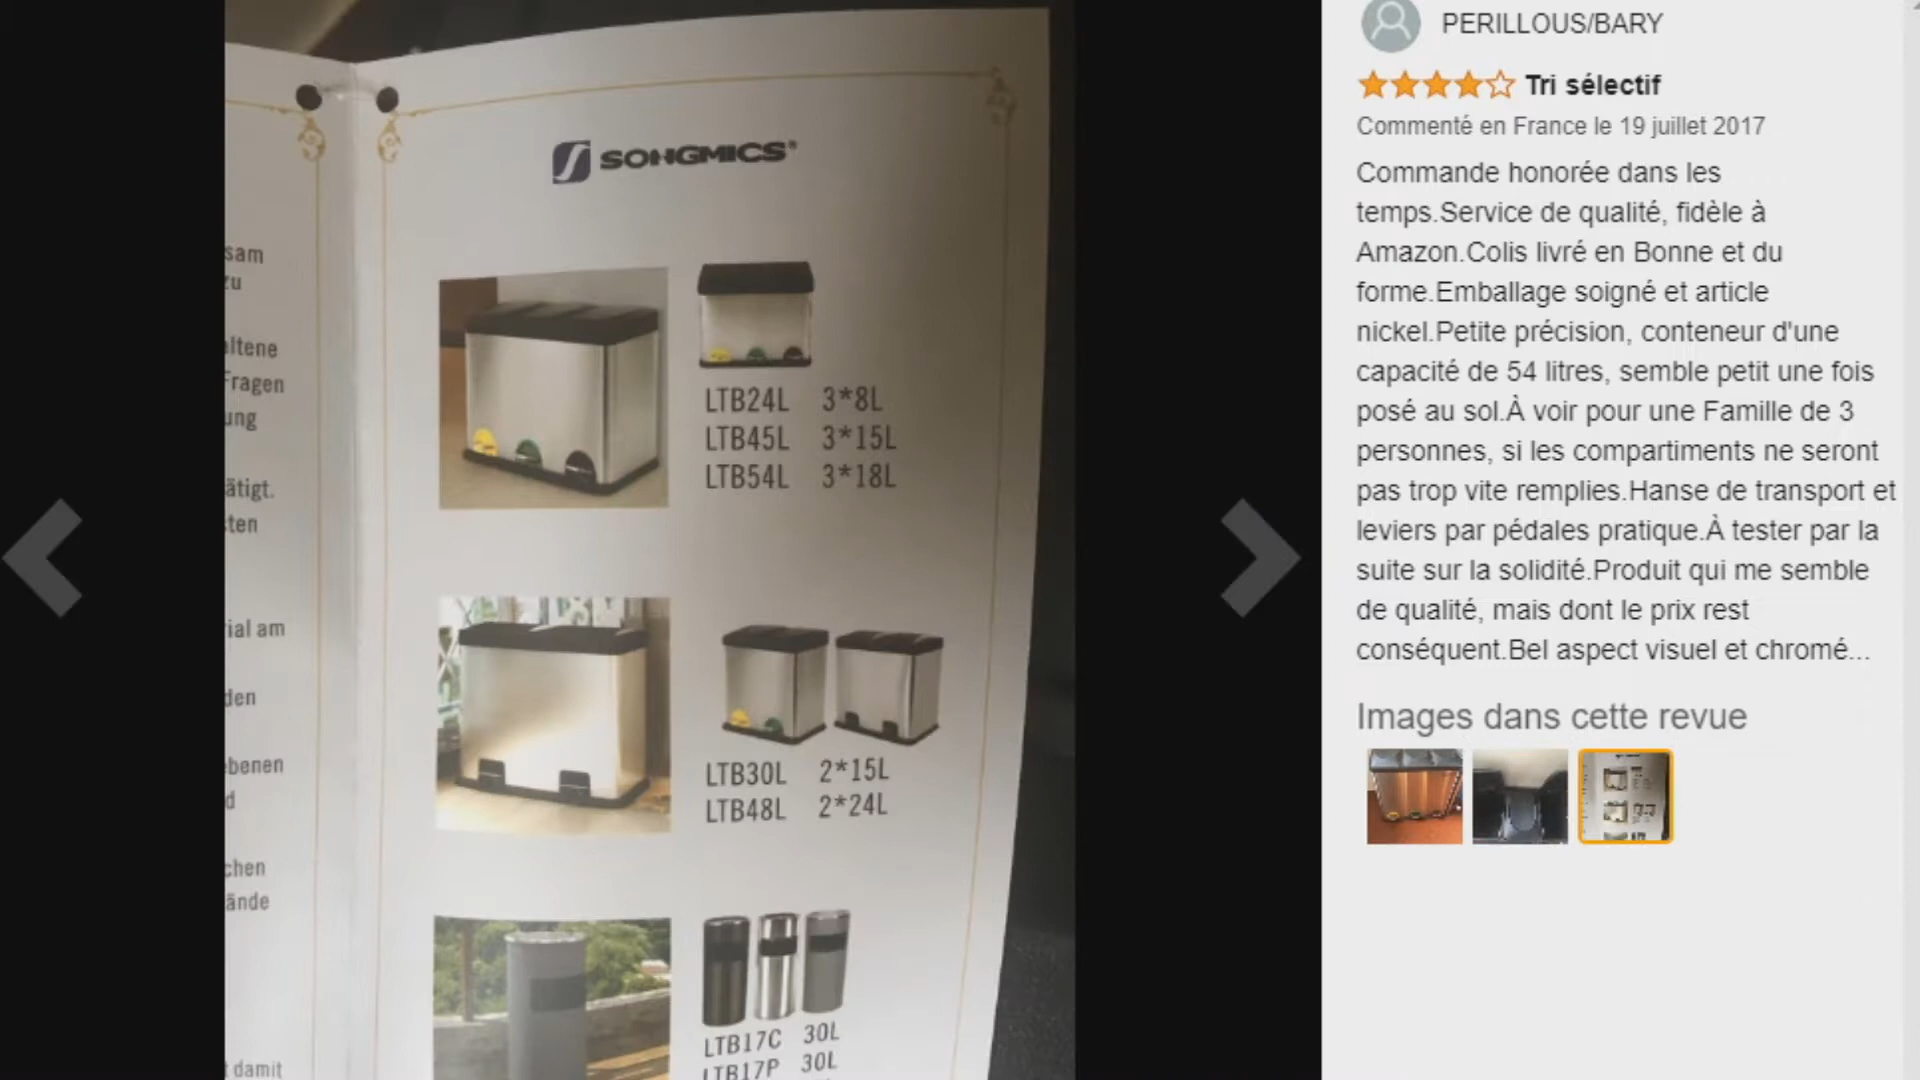 sam
zu
altene
Fragen
ung
ätigt.
sten
rial am
den
ebenen
d
chen
ände
t damit
SONGMICS®
LTB24L 3*8L
LTB45L 3*15L
LTB54L 3*18L
LTB30L 2*15L
LTB48L 2*24L
LTB17C 30L
LTB17P 30L
PERILLOUS/BARY
Tri sélectif
Commenté en France le 19 juillet 2017
Commande honorée dans les
temps.Service de qualité, fidèle à
Amazon.Colis livré en Bonne et du
forme.Emballage soigné et article
nickel.Petite précision, conteneur d'une
capacité de 54 litres, semble petit une fois
posé au sol.À voir pour une Famille de 3
personnes, si les compartiments ne seront
pas trop vite remplies.Hanse de transport et
leviers par pédales pratique.À tester par la
suite sur la solidité.Produit qui me semble
de qualité, mais dont le prix rest
conséquent.Bel aspect visuel et chromé...
Images dans cette revue